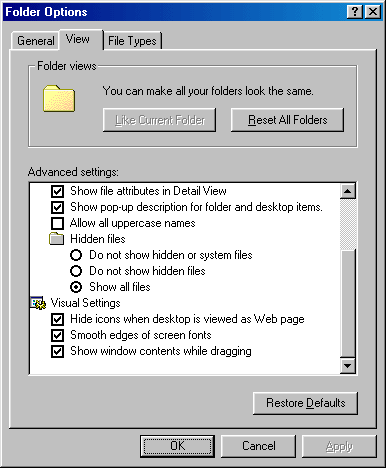 Folder Options
General View File Types
Folder views
You can make all your folders look the same.
Like Current Folder Reset All Folders
Advanced settings:
Show file attributes in Detail View
Show pop-up description for folder and desktop items.
Allow all uppercase names
Hidden files
Do not show hidden or system files
Do not show hidden files
Show all files
Visual Settings
Hide icons when desktop is viewed as Web page
Smooth edges of screen fonts
Show window contents while dragging
Restore Defaults
OK Cancel Apply